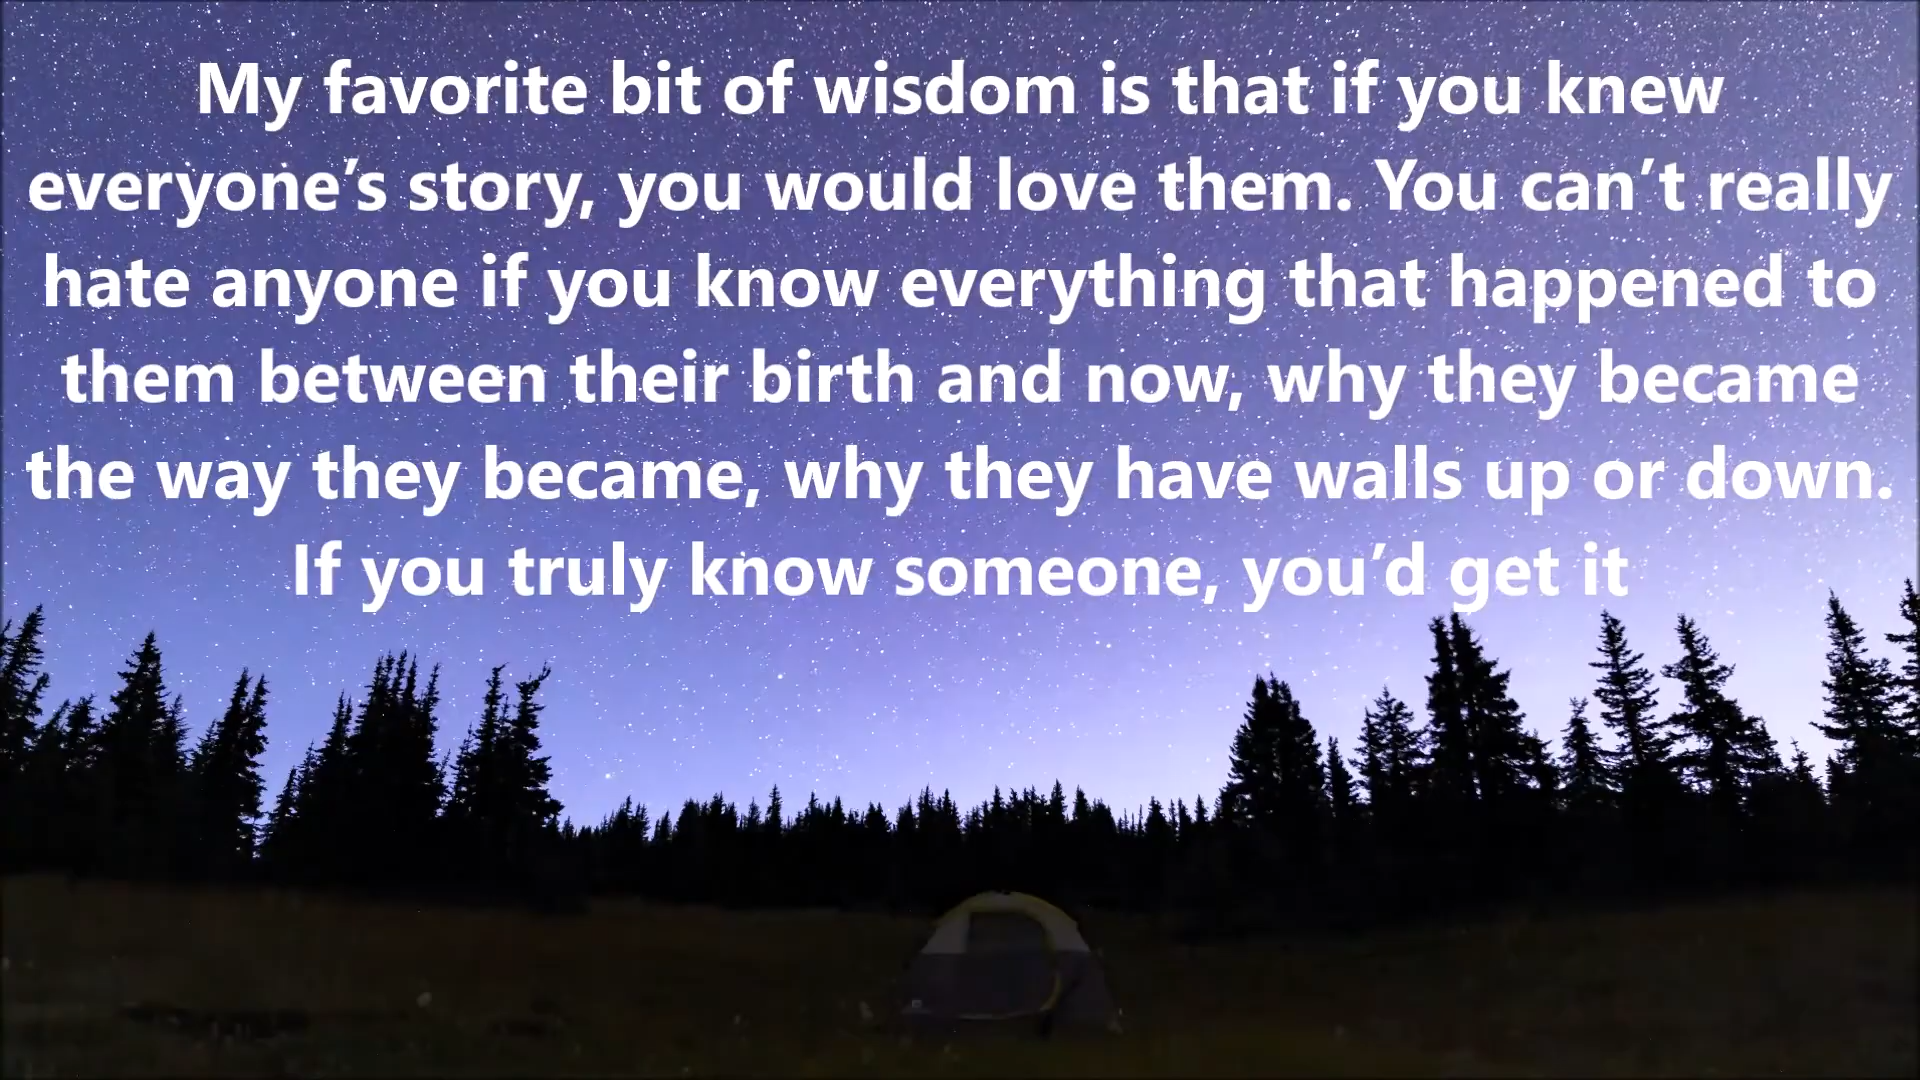 My favorite bit of wisdom is that if you knew
everyone’s story, you would love them. You can’t really
hate anyone if you know everything that happened to
them between their birth and now, why they became
the way they became, why they have walls up or down.
If you truly know someone, you’d get it